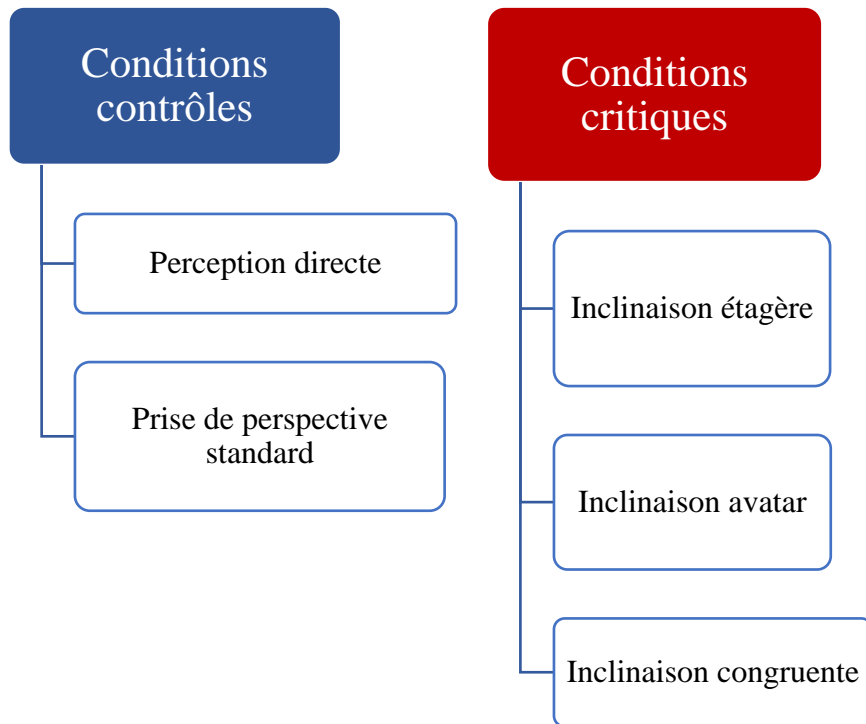 Conditions
contrôles
Perception directe
Prise de perspective
standard
Conditions
critiques
Inclinaison étagère
Inclinaison avatar
Inclinaison congruente